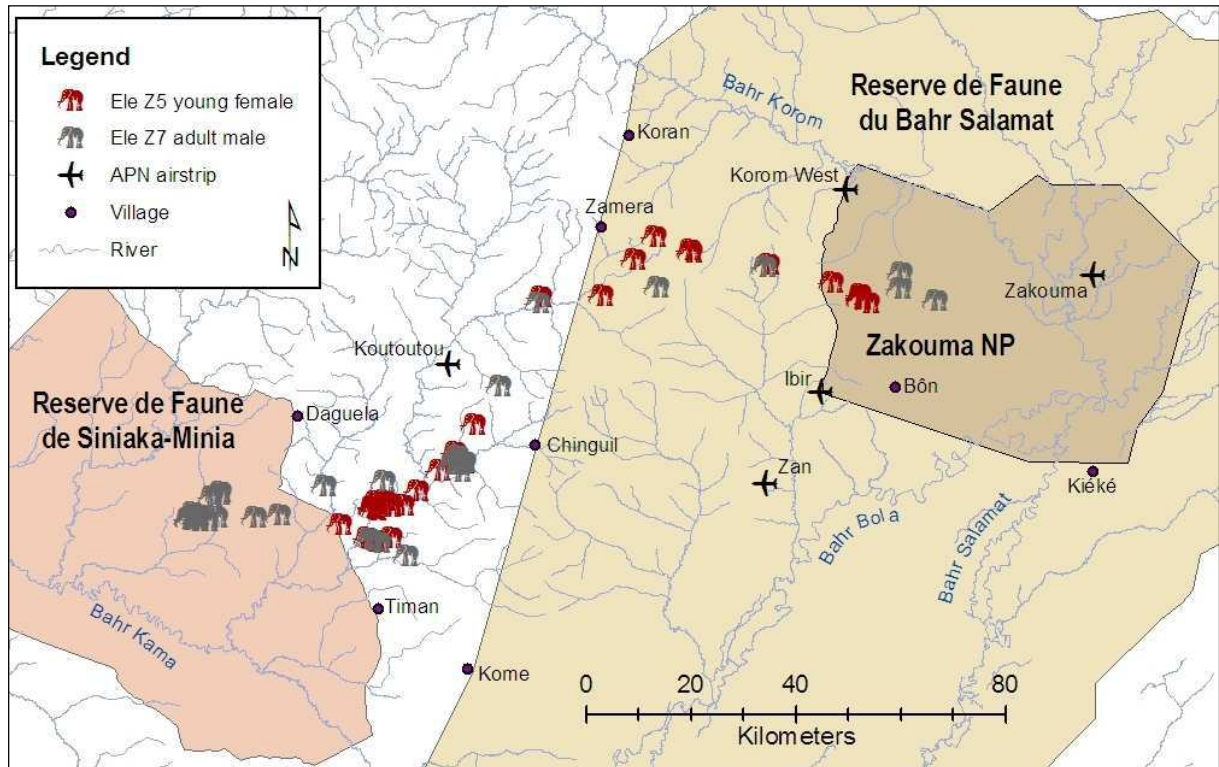 Legend
Ele Z5 young female
Ele Z7 adult male
APN airstrip
Village
River
N
Reserve de Faune
du Bahr Salamat
Bahr Korom
Koran
Korom West
Zamera
Zakouma
Zakouma NP
Koutoutou
Ibir
Bôn
Reserve de Faune
de Siniaka-Minia
Daguela
Chinguil
Zan
Kiéké
Bahr Bola
Bahr Salamat
Timan
Bahr Kama
Kome
0 20 40 80
Kilometers